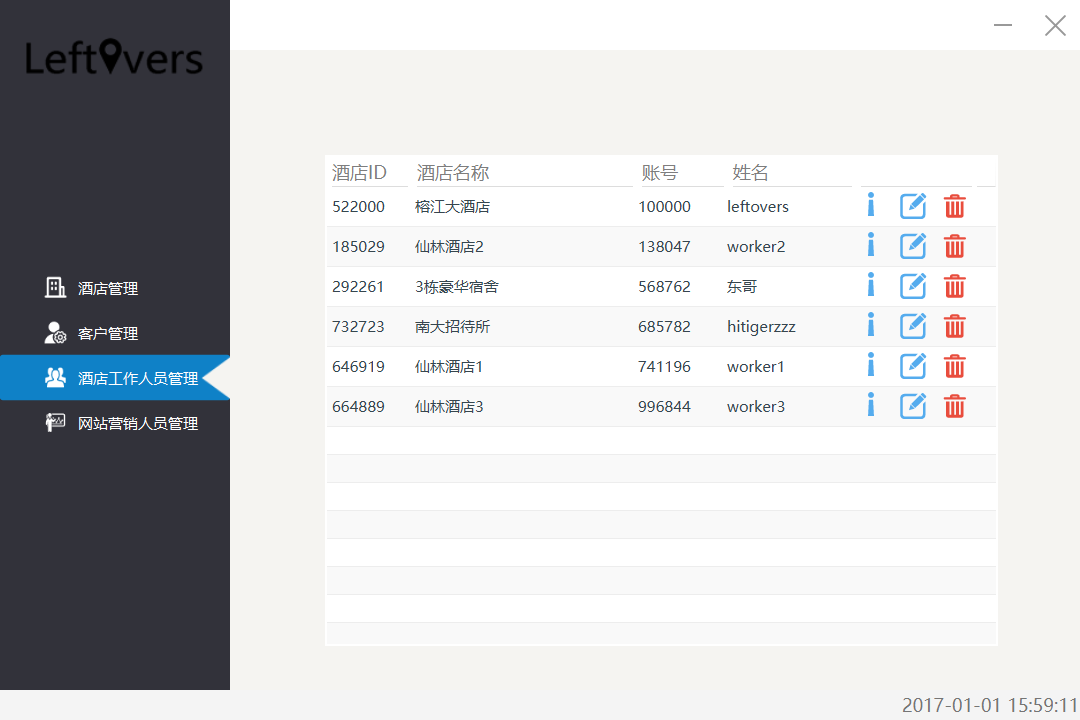 Leftovers
酒店管理
客户管理
酒店工作人员管理
网站营销人员管理
酒店ID 酒店名称 账号 姓名
522000 榕江大酒店 100000 leftovers
185029 仙林酒店2 138047 worker2
292261 3栋豪华宿舍 568762 东哥
732723 南大招待所 685782 hitigerzzz
646919 仙林酒店1 741196 worker1
664889 仙林酒店3 996844 worker3
2017-01-01 15:59:11